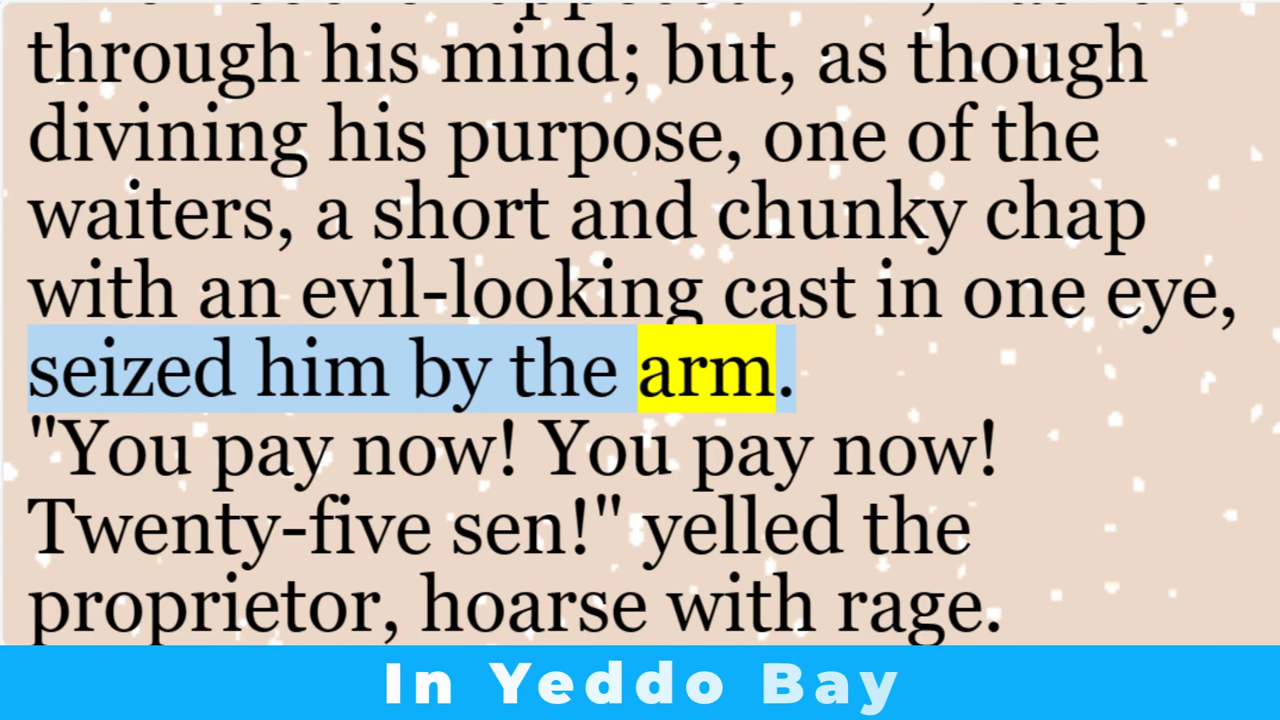 through his mind; but, as though
divining his purpose, one of the
waiters, a short and chunky chap
with an evil-looking cast in one eye,
seized him by the arm.
"You pay now! You pay now!
Twenty-five sen!" yelled the
proprietor, hoarse with rage.
In Yeddo Bay